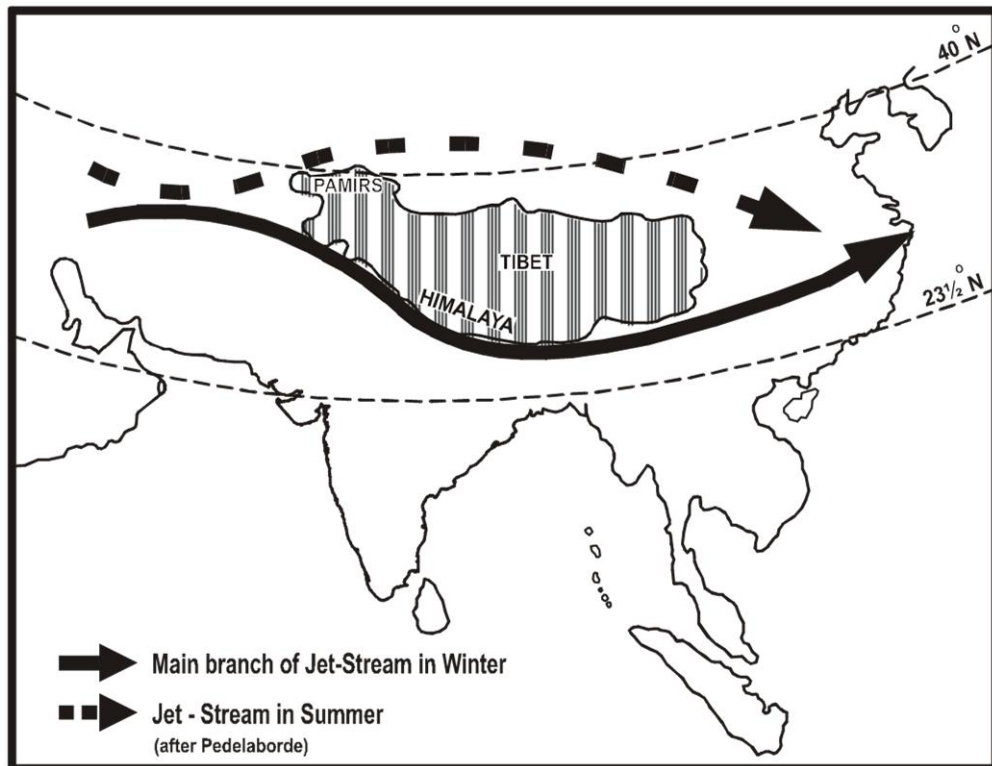 40° N
PAMIRS
TIBET
HIMALAYA
23½° N
Main branch of Jet-Stream in Winter
Jet - Stream in Summer
(after Pedelaborde)